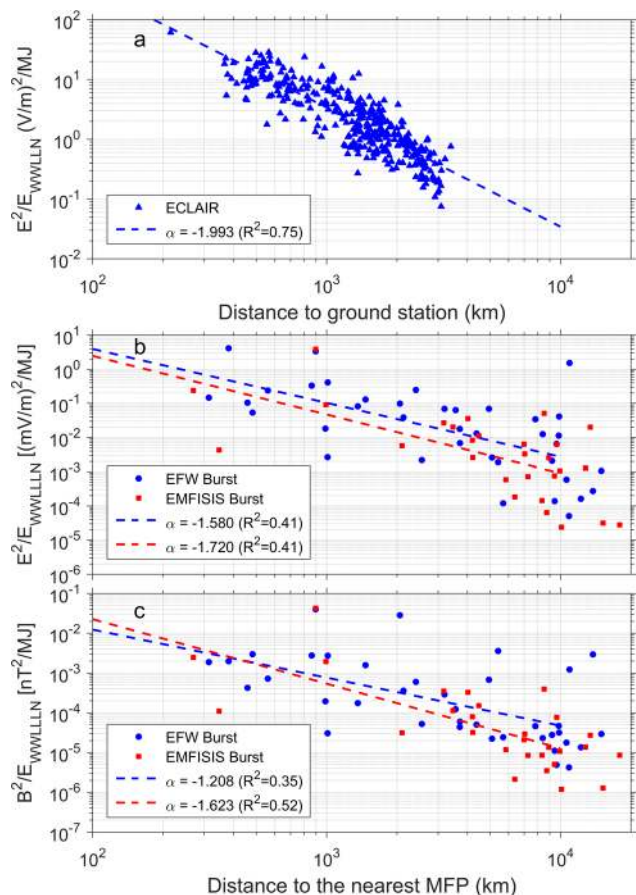 a
10^2
10^1
10^0
10^-1
10^-2
E^2/E_WWLLN (V/m)^2/MJ
ECLAIR
α = -1.993 (R^2=0.75)
10^2 10^3 10^4
Distance to ground station (km)
b
10^1
10^0
10^-1
10^-2
10^-3
10^-4
10^-5
10^-6
E^2/E_WWLLLN [(mV/m)^2/MJ]
EFW Burst
EMFISIS Burst
α = -1.580 (R^2=0.41)
α = -1.720 (R^2=0.41)
c
10^-1
10^-2
10^-3
10^-4
10^-5
10^-6
10^-7
B^2/E_WWLLLN [nT^2/MJ]
EFW Burst
EMFISIS Burst
α = -1.208 (R^2=0.35)
α = -1.623 (R^2=0.52)
10^2 10^3 10^4
Distance to the nearest MFP (km)